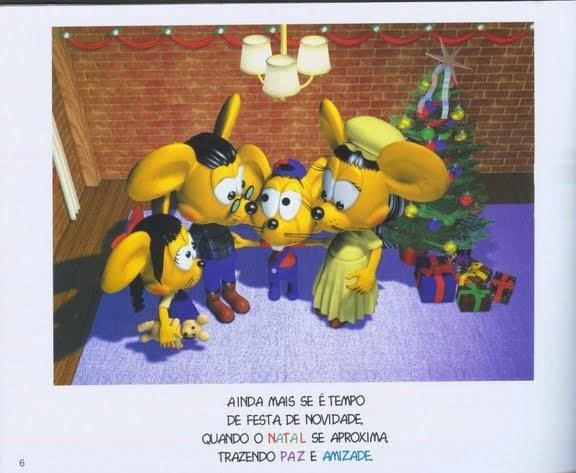 AINDA MAIS SE É TEMPO
DE FESTA, DE NOVIDADE,
QUANDO O NATAL SE APROXIMA,
TRAZENDO PAZ E AMIZADE.
6